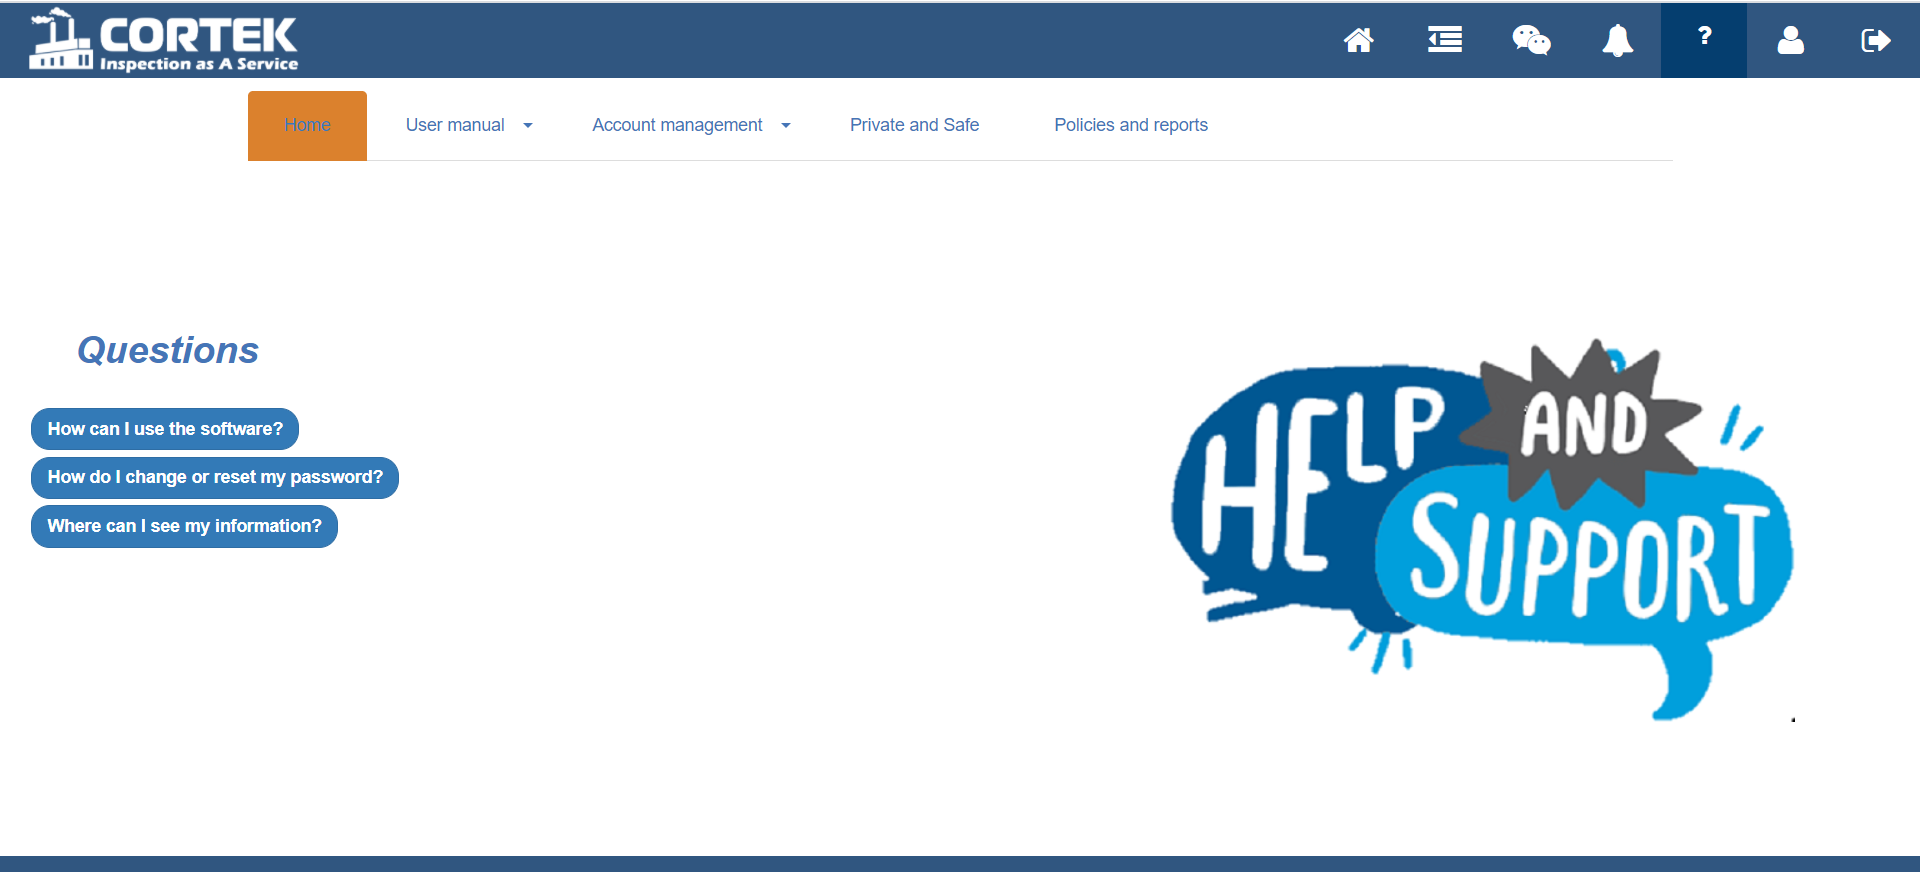 CORTEK
Inspection as A Service
?
Home
User manual
Account management
Private and Safe
Policies and reports
Questions
How can I use the software?
How do I change or reset my password?
Where can I see my information?
HELP
AND
SUPPORT